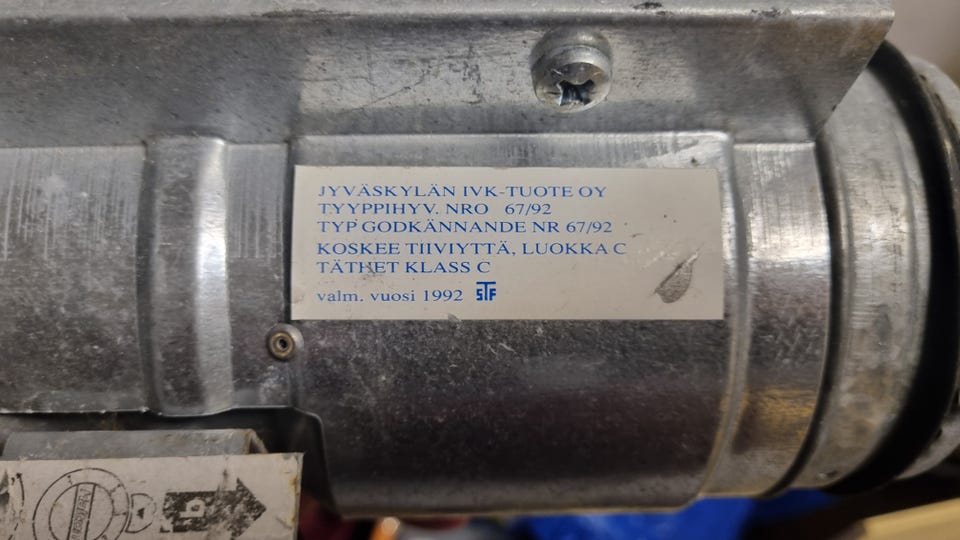 JYVÄSKYLÄN IVK-TUOTE OY
TYYPPIHYV. NRO 67/92
TYP GODKÄNNANDE NR 67/92
KOSKEE TIIVIYTTÄ, LUOKKA C
TÄTHET KLASS C
valm. vuosi 1992 STF